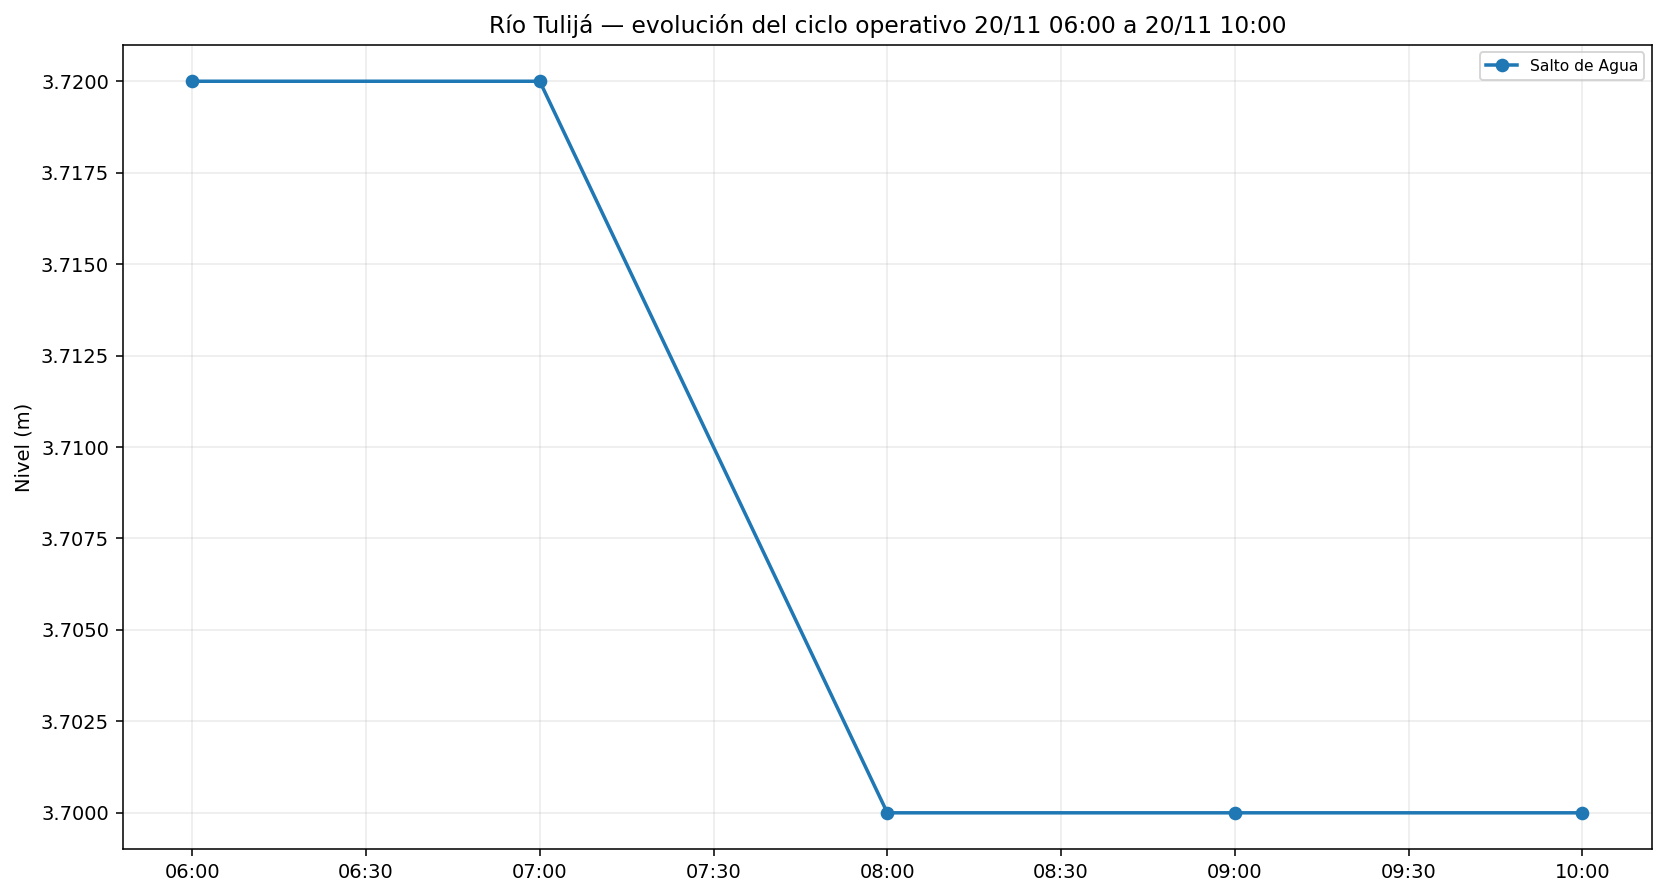 Río Tulijá — evolución del ciclo operativo 20/11 06:00 a 20/11 10:00
Salto de Agua
Nivel (m)
3.7200
3.7175
3.7150
3.7125
3.7100
3.7075
3.7050
3.7025
3.7000
06:00 06:30 07:00 07:30 08:00 08:30 09:00 09:30 10:00